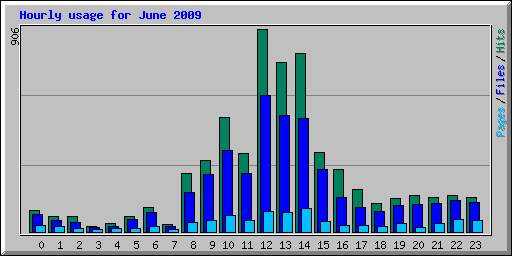 Hourly usage for June 2009
906
Pages / Files / Hits
0 1 2 3 4 5 6 7 8 9 10 11 12 13 14 15 16 17 18 19 20 21 22 23